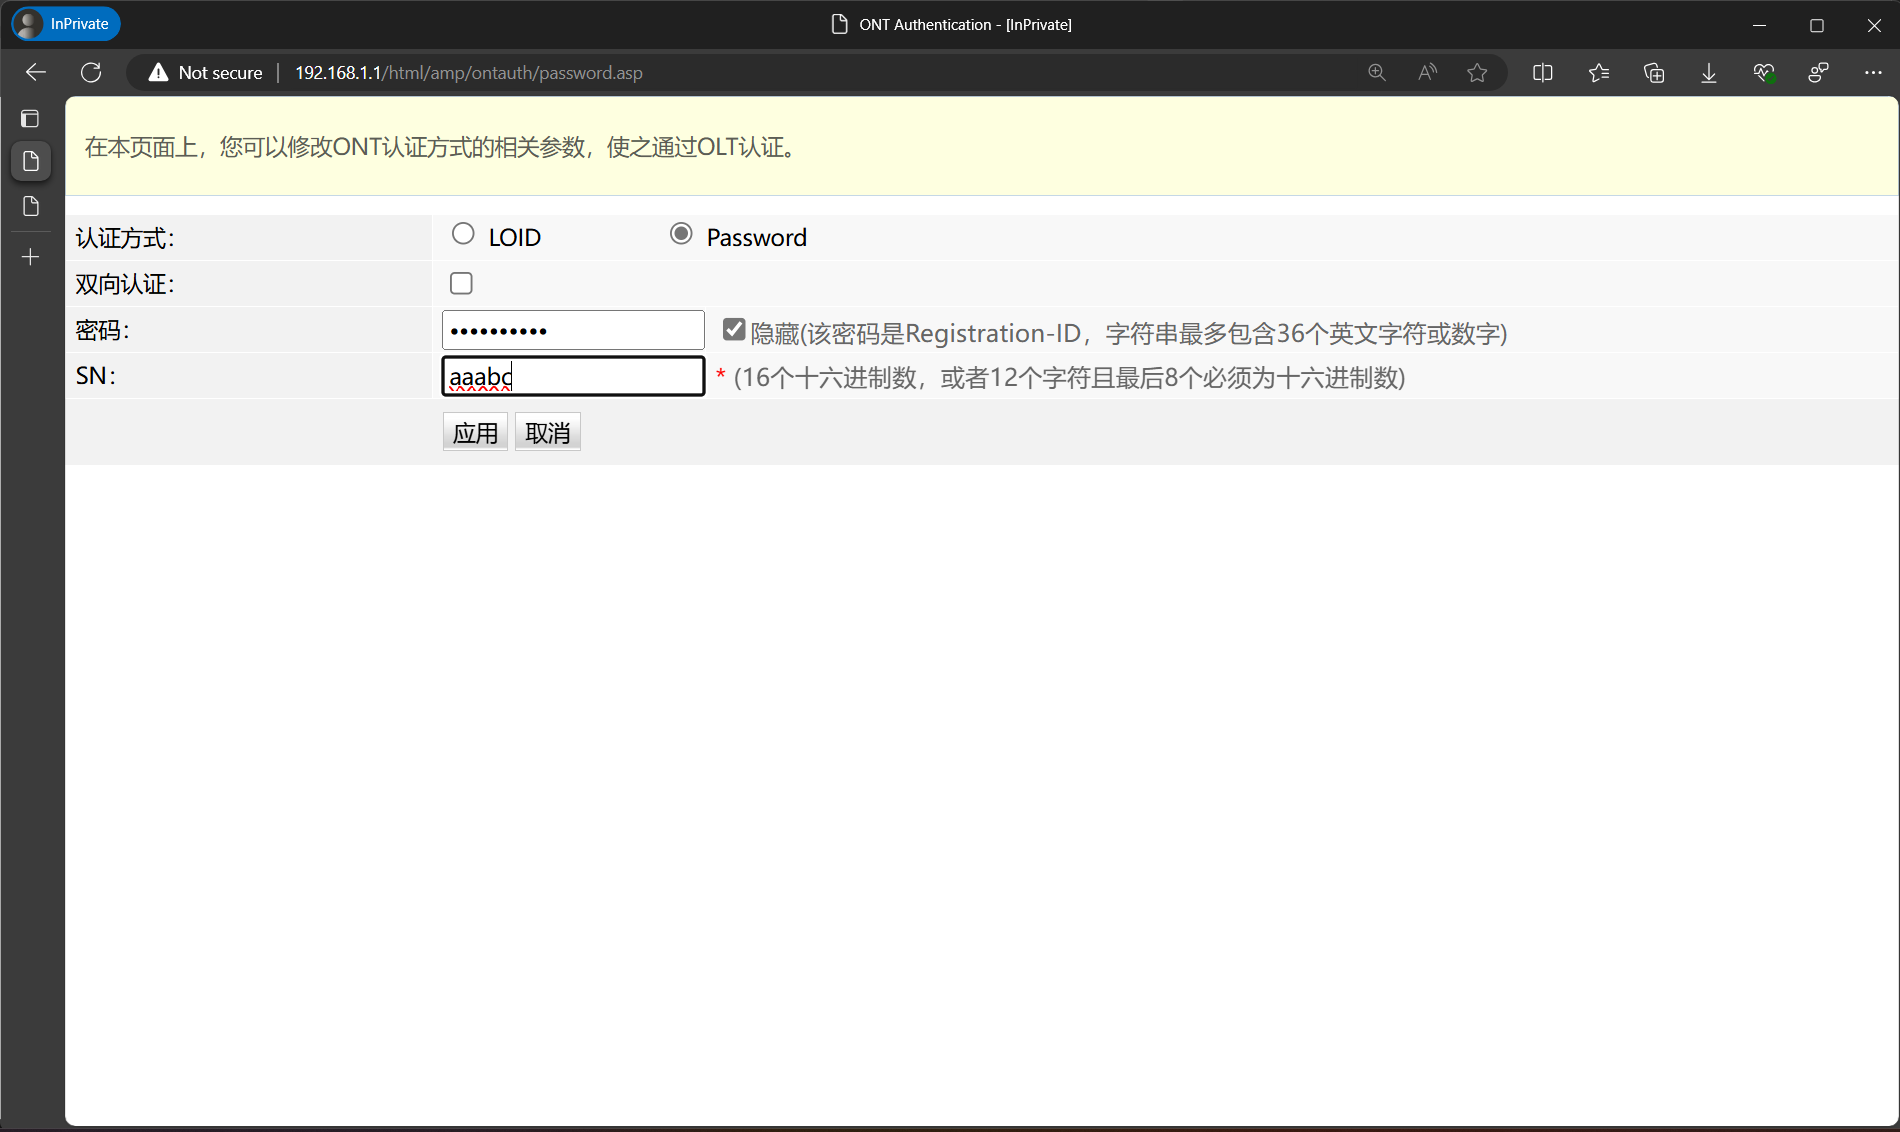 InPrivate
ONT Authentication - [InPrivate]
Not secure | 192.168.1.1/html/amp/ontauth/password.asp
在本页面上，您可以修改ONT认证方式的相关参数，使之通过OLT认证。
认证方式： LOID Password
双向认证：
密码： •••••••••• 隐藏(该密码是Registration-ID，字符串最多包含36个英文字符或数字)
SN： aaabc * (16个十六进制数，或者12个字符且最后8个必须为十六进制数)
应用 取消